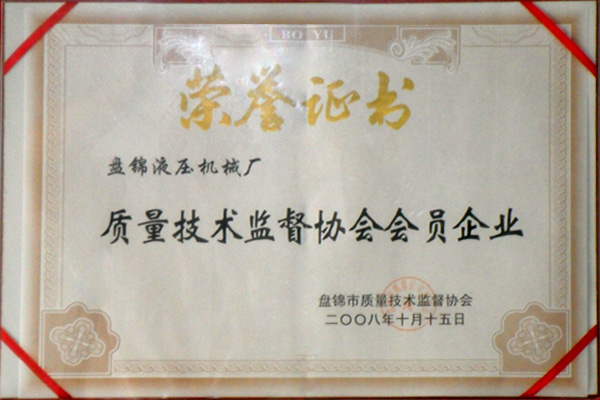 BO YU
荣誉证书
盘锦液压机械厂
质量技术监督协会会员企业
盘锦市质量技术监督协会
二〇〇八年十月十五日